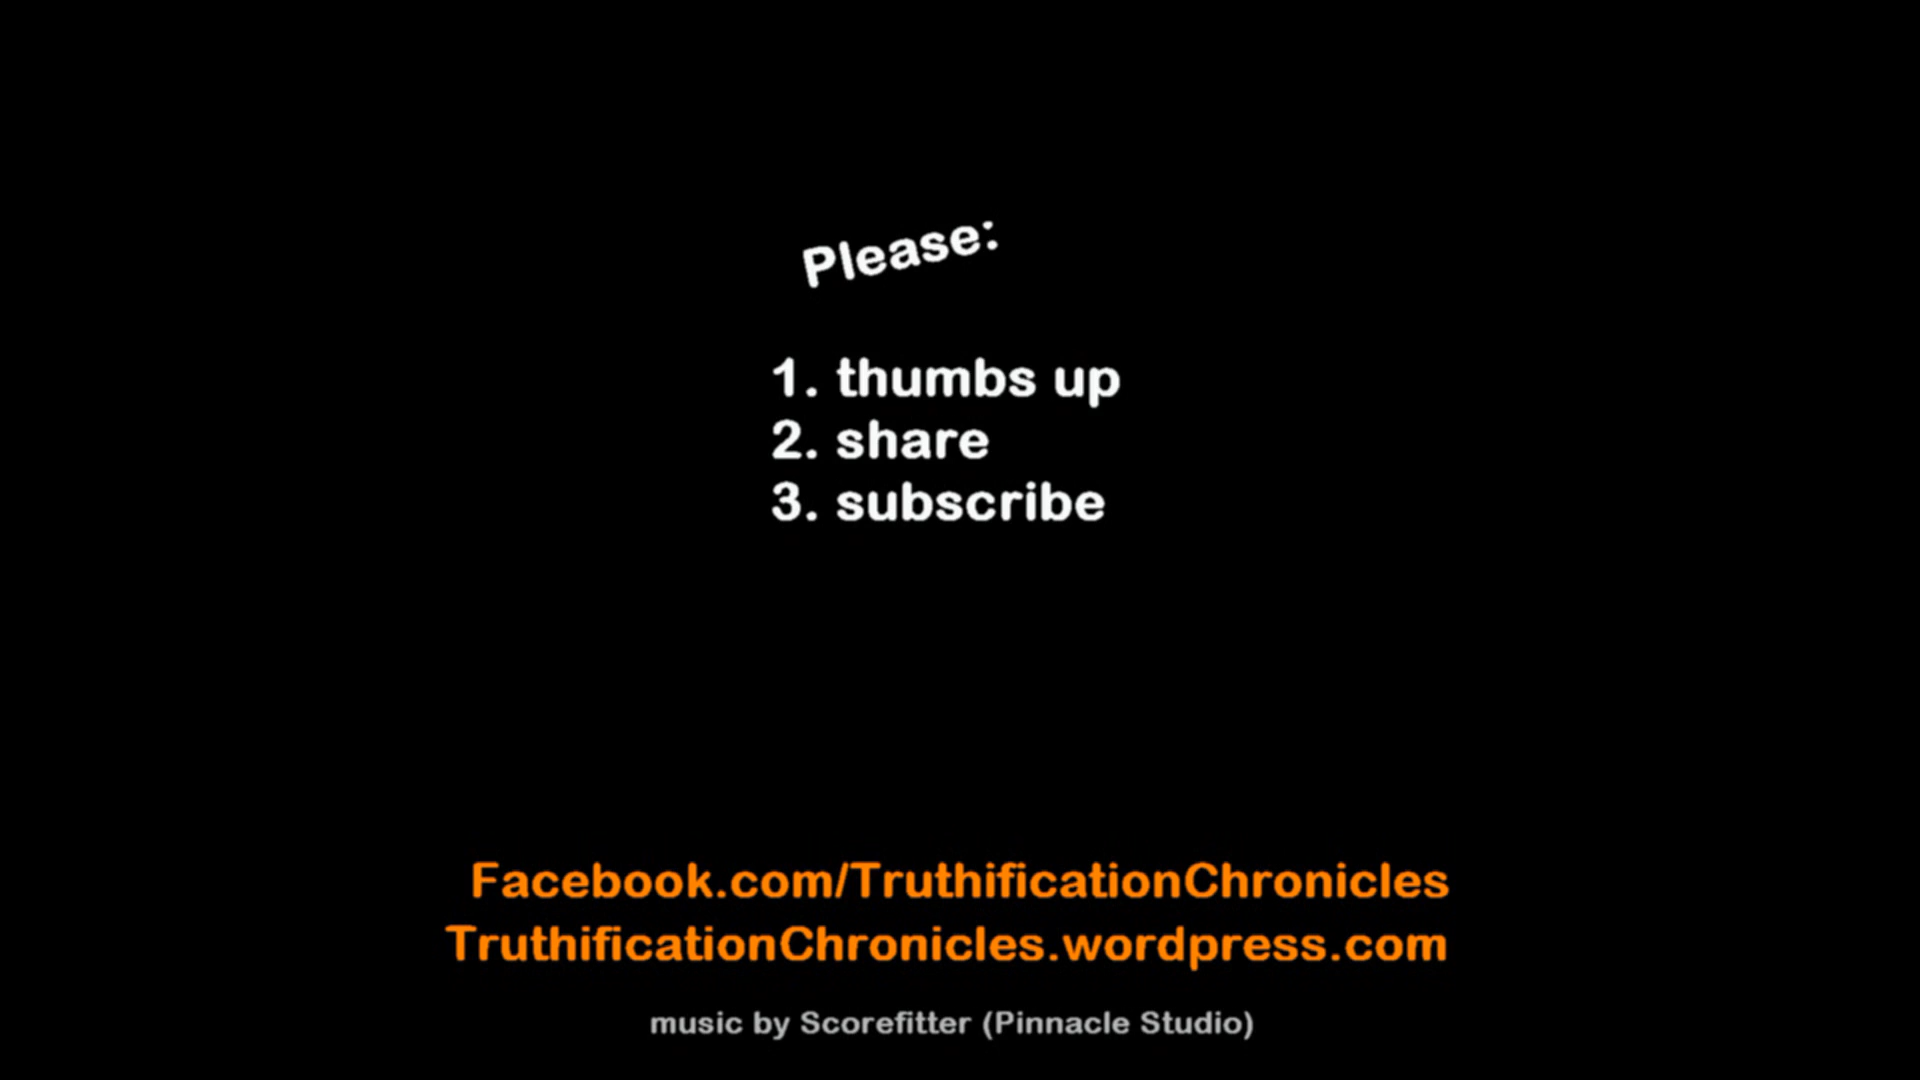 Please:
1. thumbs up
2. share
3. subscribe
Facebook.com/TruthificationChronicles
TruthificationChronicles.wordpress.com
music by Scorefitter (Pinnacle Studio)